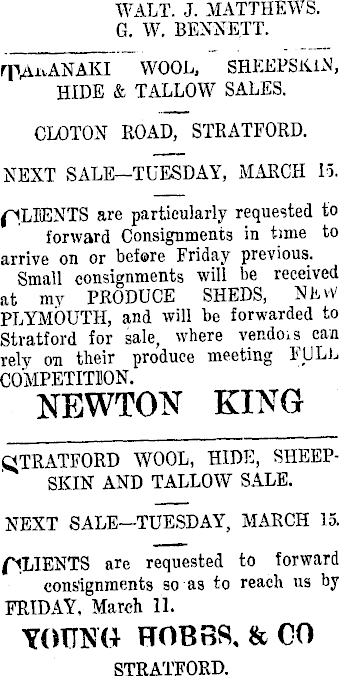 WALT. J. MATTHEWS.
G. W. BENNETT.
TARANAKI WOOL, SHEEPSKIN,
HIDE & TALLOW SALES.
CLOTON ROAD, STRATFORD.
NEXT SALE—TUESDAY, MARCH 15.
CLIENTS are particularly requested to
forward Consignments in time to
arrive on or before Friday previous.
Small consignments will be received
at my PRODUCE SHEDS, NEW
PLYMOUTH, and will be forwarded to
Stratford for sale, where vendors can
rely on their produce meeting FULL
COMPETITION.
NEWTON KING
STRATFORD WOOL, HIDE, SHEEP-
SKIN AND TALLOW SALE.
NEXT SALE—TUESDAY, MARCH 15.
CLIENTS are requested to forward
consignments so as to reach us by
FRIDAY, March 11.
YOUNG HOBBS, & CO
STRATFORD.